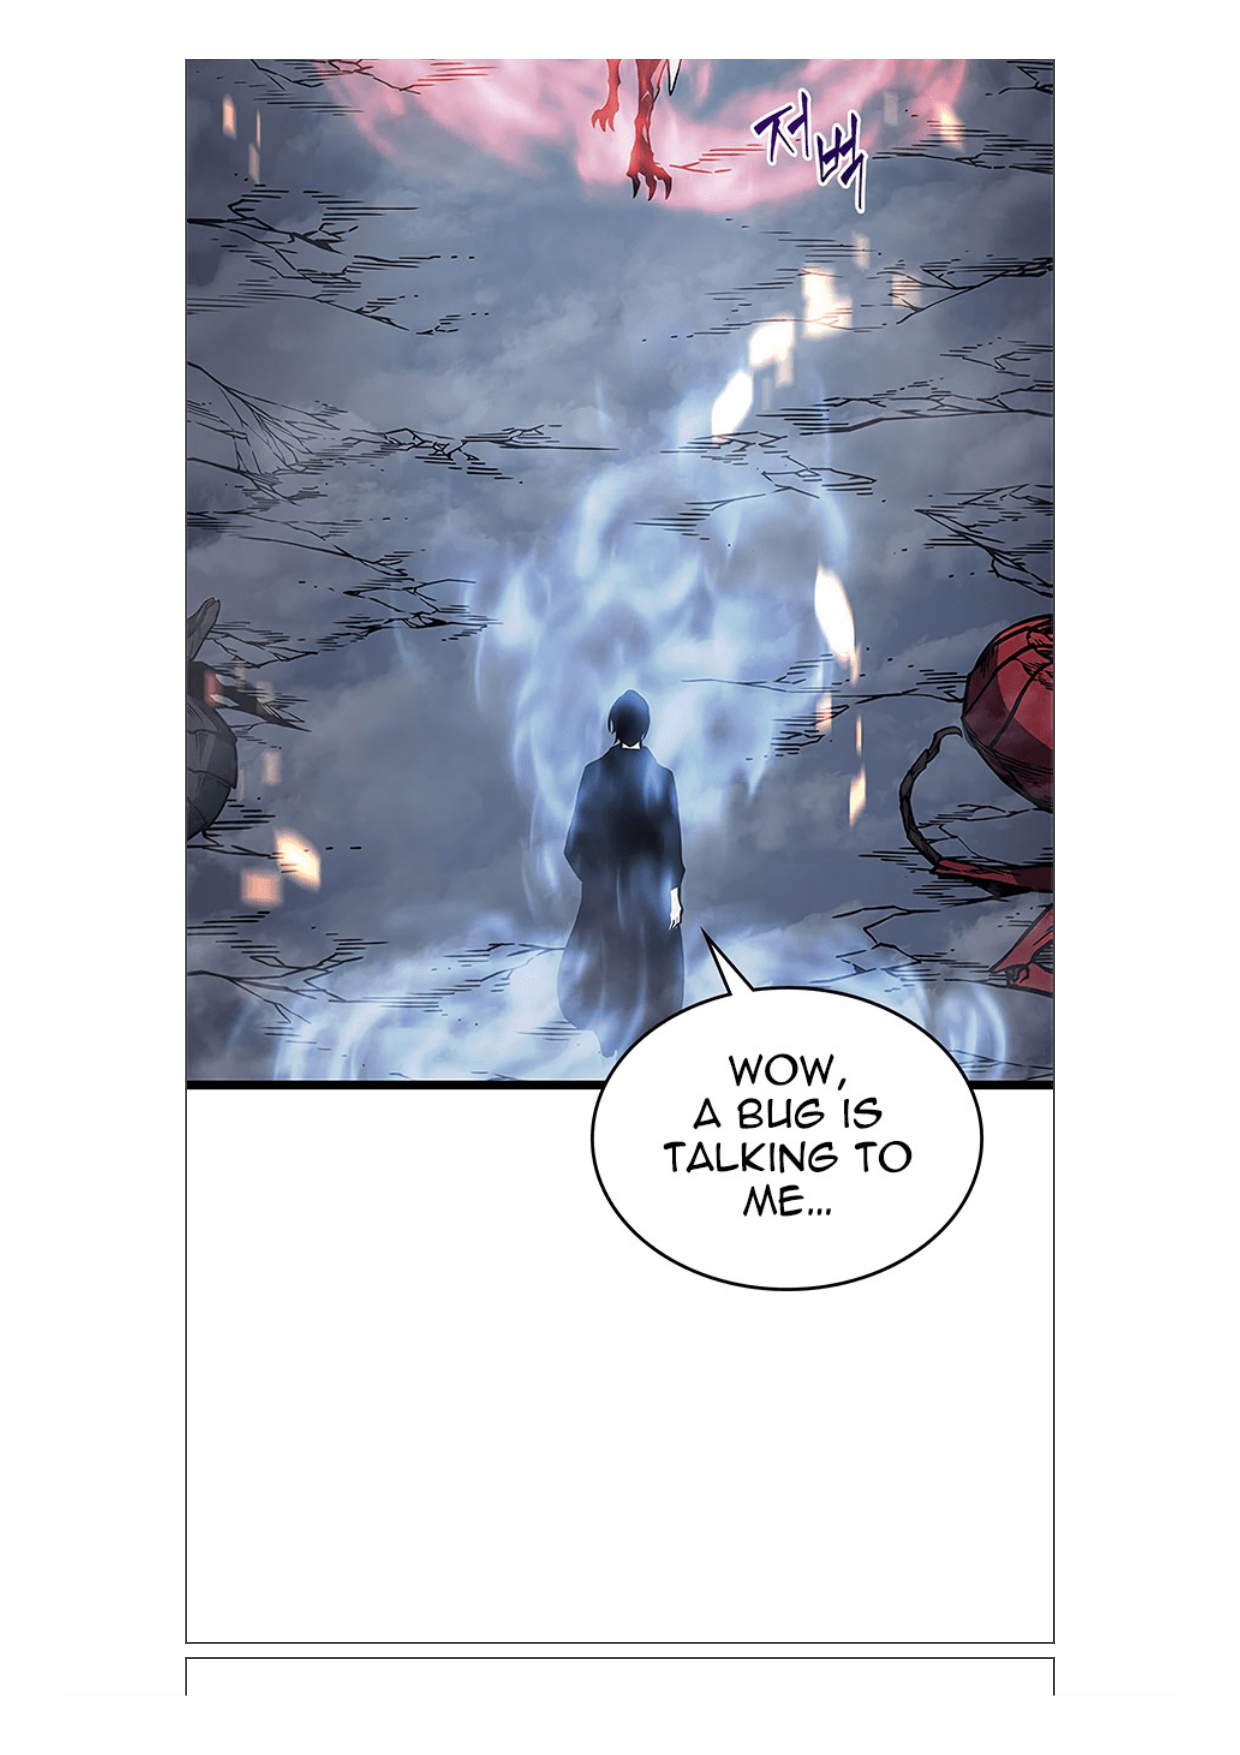 저벅
WOW,
A BUG IS
TALKING TO
ME...